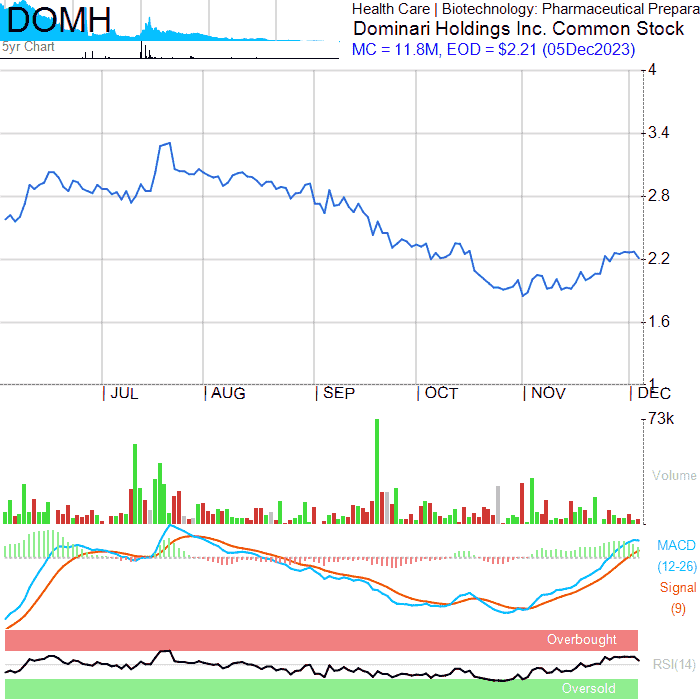 DOMH
5yr Chart
Health Care | Biotechnology: Pharmaceutical Prepara
Dominari Holdings Inc. Common Stock
MC = 11.8M, EOD = $2.21 (05Dec2023)
4
3.4
2.8
2.2
1.6
1
JUL
AUG
SEP
OCT
NOV
DEC
73k
Volume
MACD
(12-26)
Signal
(9)
Overbought
RSI(14)
Oversold